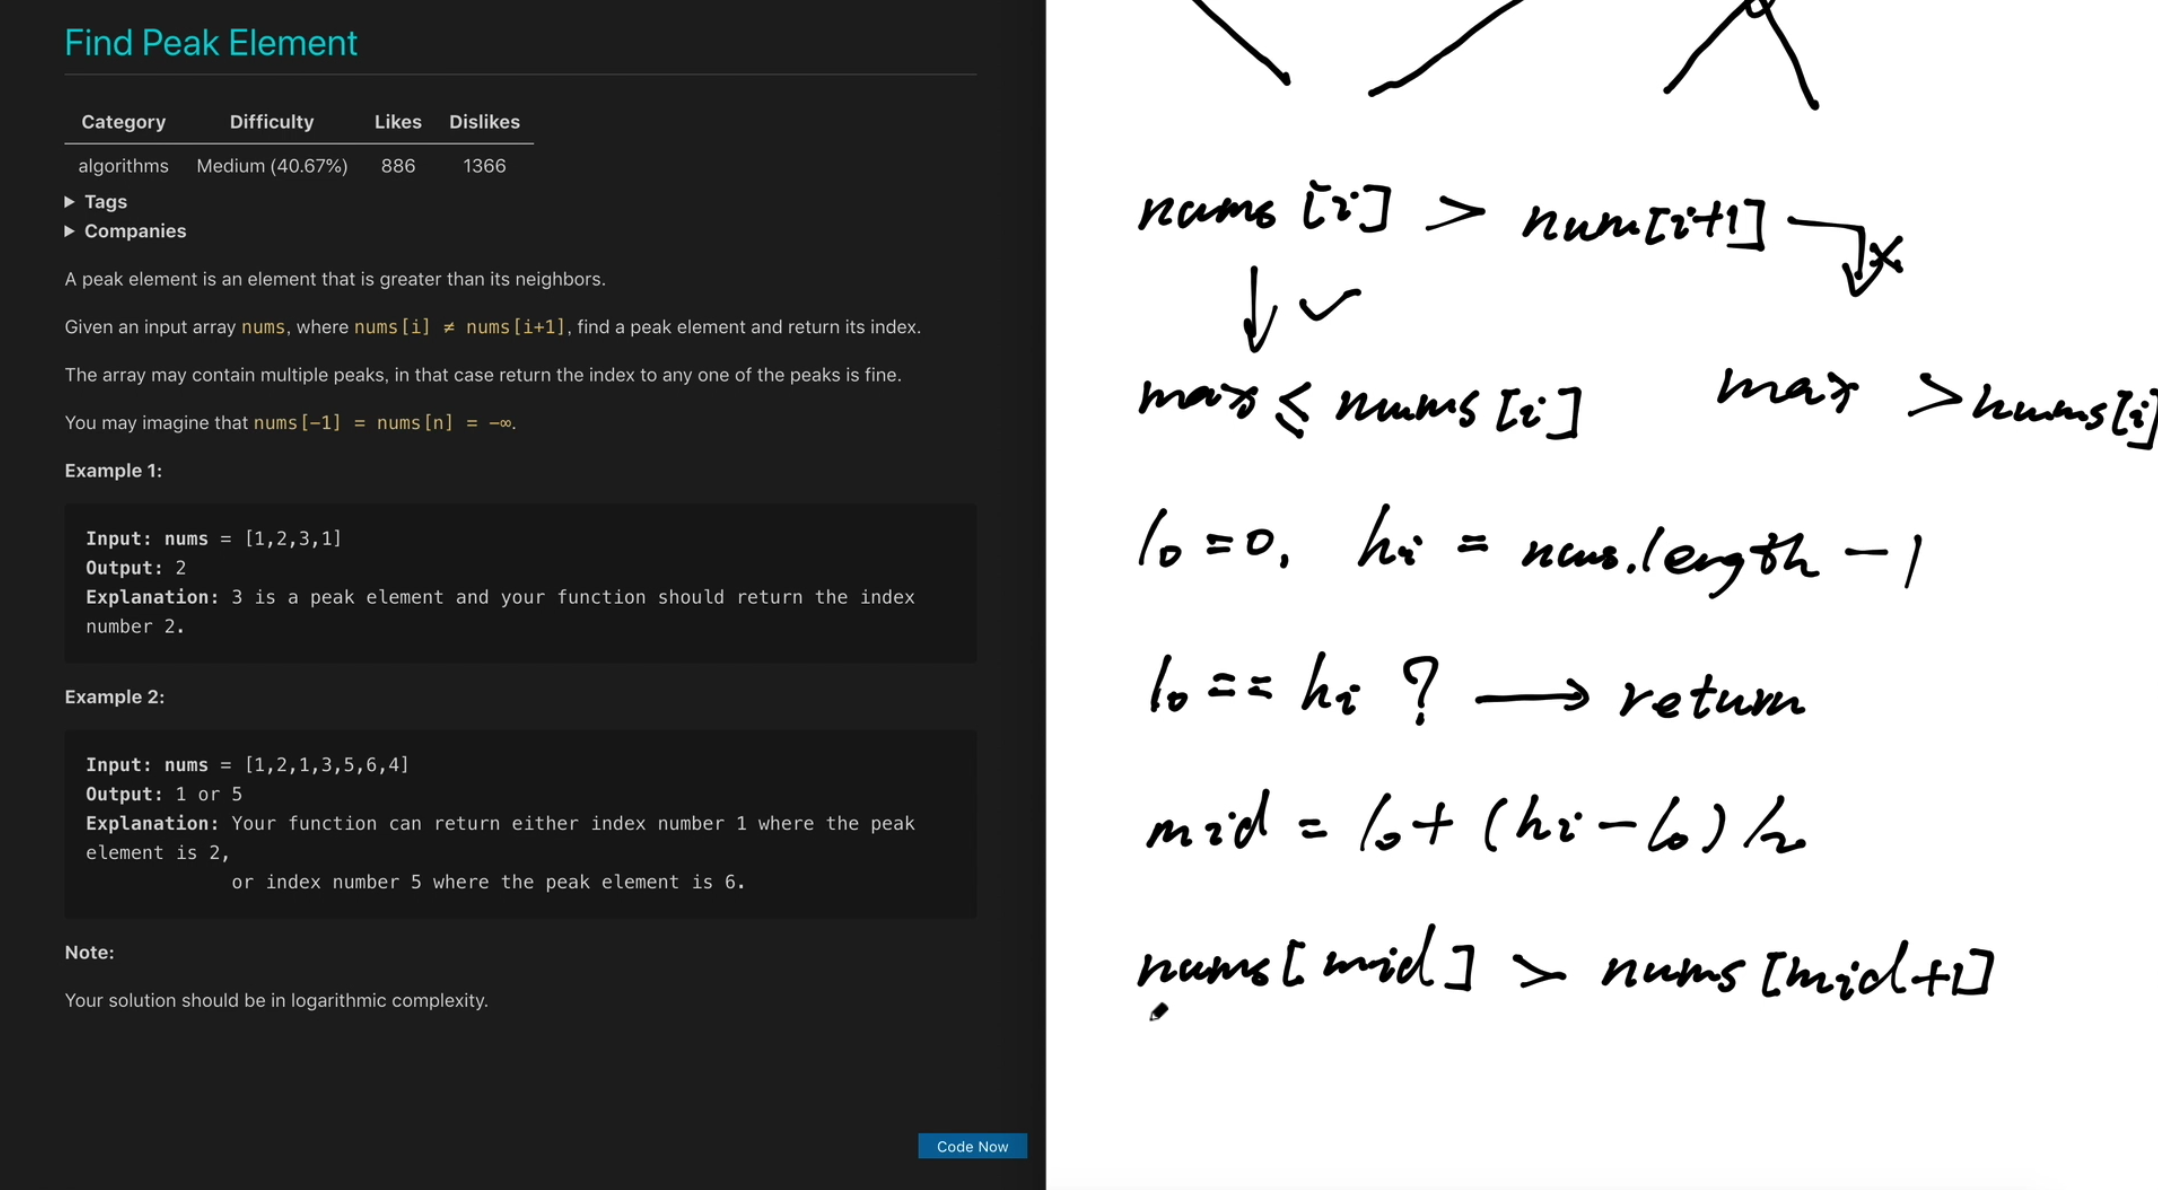 Find Peak Element
Category Difficulty Likes Dislikes
algorithms Medium (40.67%) 886 1366
▶ Tags
▶ Companies
A peak element is an element that is greater than its neighbors.
Given an input array nums, where nums[i] ≠ nums[i+1], find a peak element and return its index.
The array may contain multiple peaks, in that case return the index to any one of the peaks is fine.
You may imagine that nums[-1] = nums[n] = -∞.
Example 1:
Input: nums = [1,2,3,1]
Output: 2
Explanation: 3 is a peak element and your function should return the index
number 2.
Example 2:
Input: nums = [1,2,1,3,5,6,4]
Output: 1 or 5
Explanation: Your function can return either index number 1 where the peak
element is 2,
or index number 5 where the peak element is 6.
Note:
Your solution should be in logarithmic complexity.
Code Now
nums [i] > num[i+1]
max ≤ nums [i] max > nums[i]
lo = 0, hi = nums.length - 1
lo == hi ? → return
mid = lo + (hi - lo) / 2
nums [mid] > nums [mid+1]